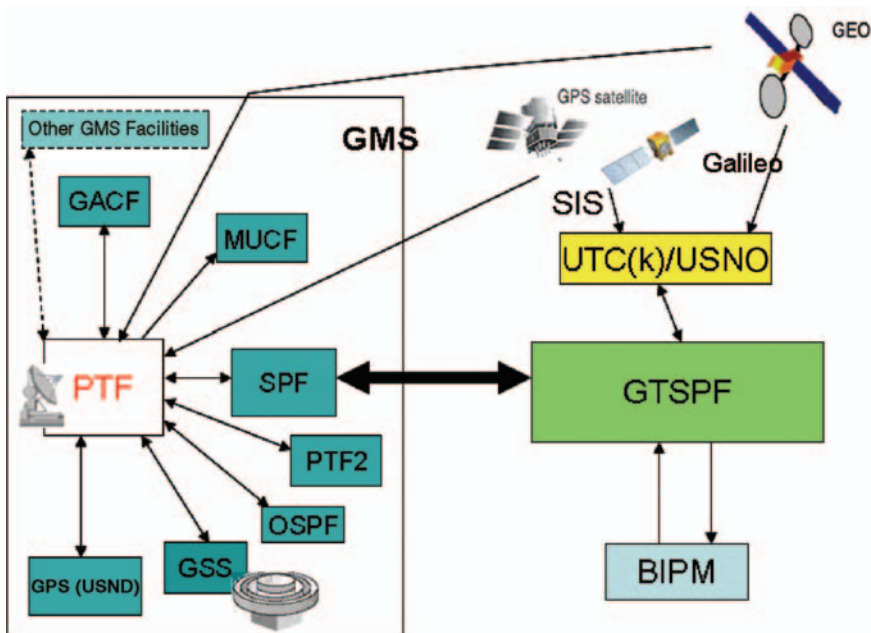 GEO
Other GMS Facilities
GMS
GPS satellite
GACF
Galileo
MUCF
SIS
UTC(k)/USNO
PTF
SPF
GTSPF
PTF2
OSPF
GPS (USND)
GSS
BIPM